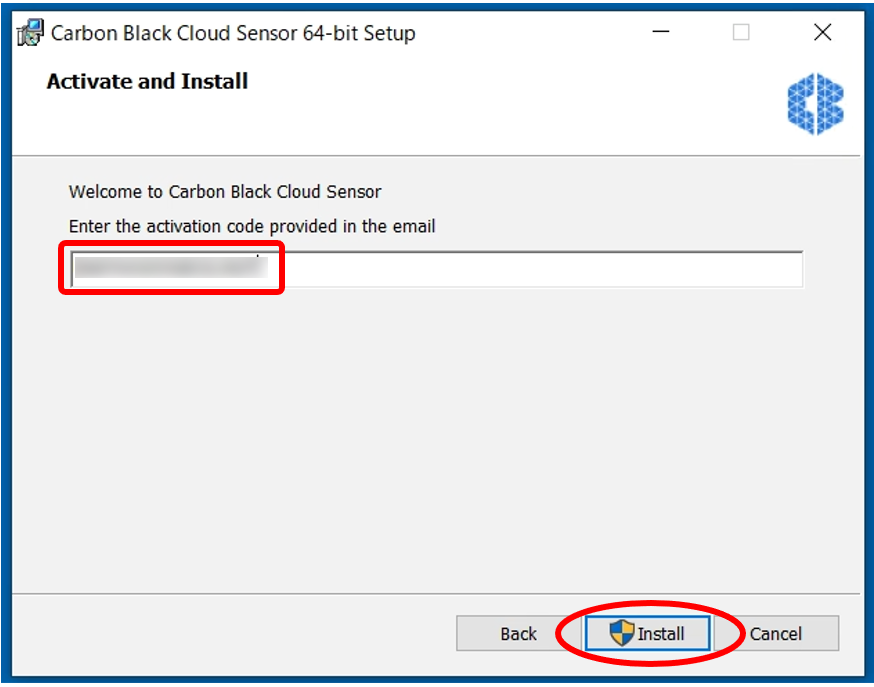 Carbon Black Cloud Sensor 64-bit Setup
Activate and Install
Welcome to Carbon Black Cloud Sensor
Enter the activation code provided in the email
Back
Install
Cancel